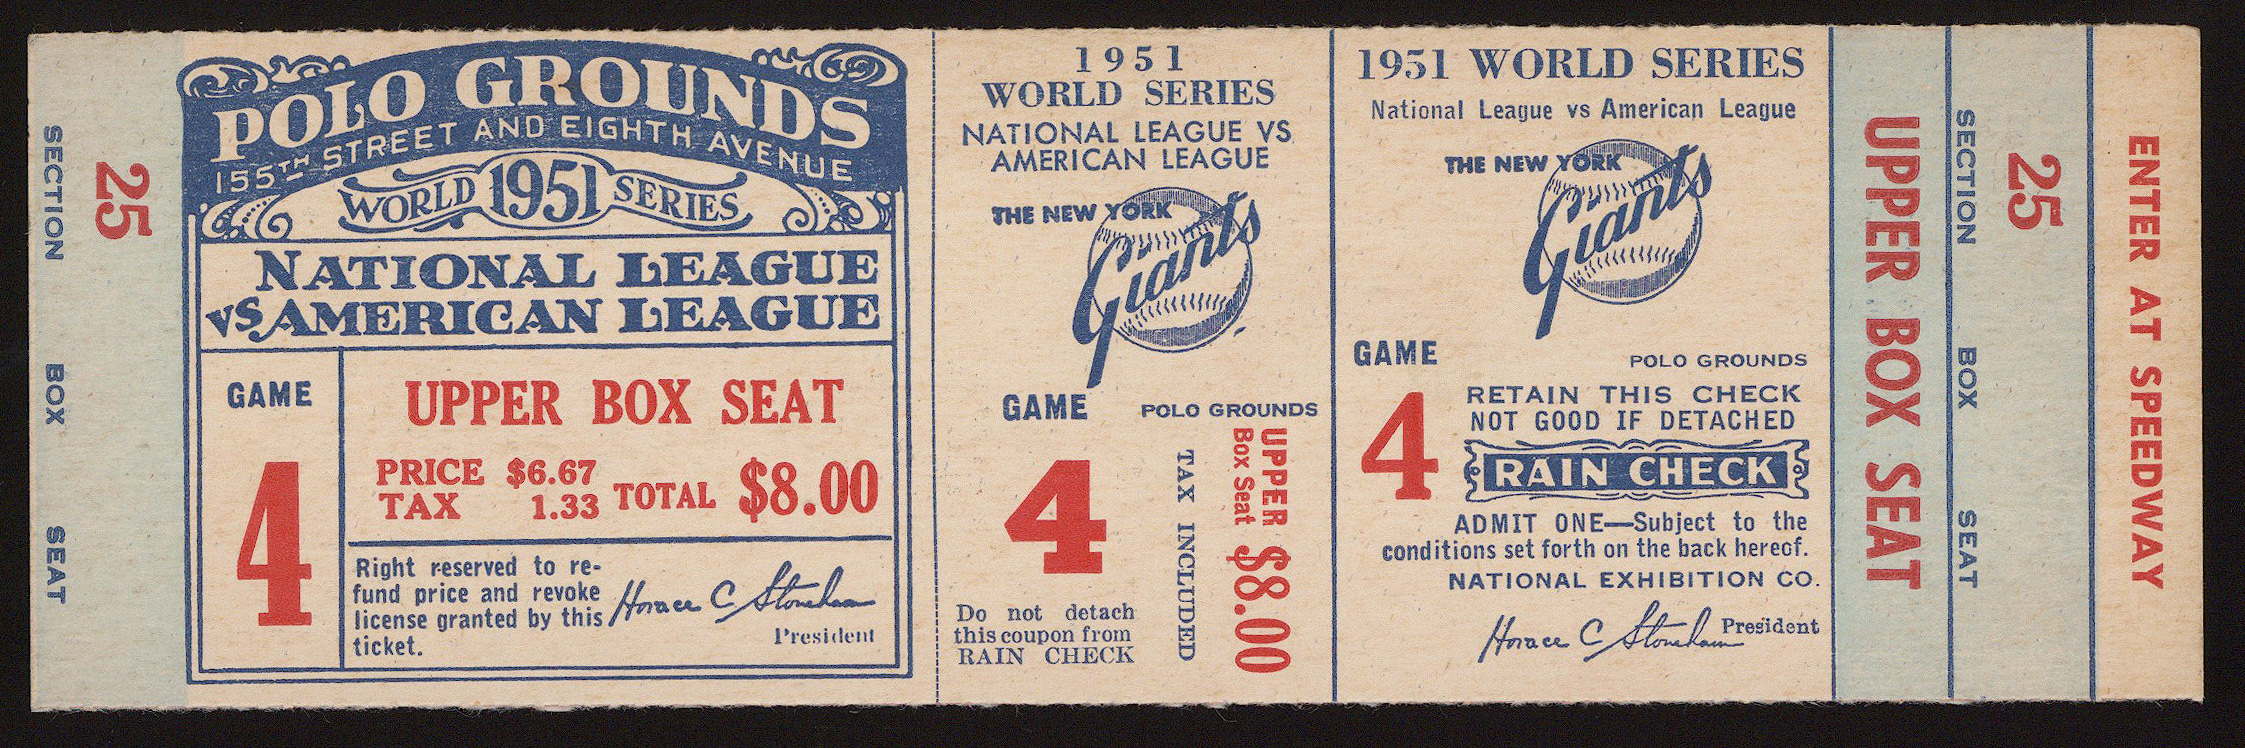 SECTION 25 BOX SEAT
POLO GROUNDS
155TH STREET AND EIGHTH AVENUE
WORLD 1951 SERIES
NATIONAL LEAGUE
VS AMERICAN LEAGUE
GAME
4
UPPER BOX SEAT
PRICE $6.67
TAX 1.33
TOTAL $8.00
Right reserved to re-
fund price and revoke
license granted by this
ticket.
Horace C Stoneham
President
1951
WORLD SERIES
NATIONAL LEAGUE VS
AMERICAN LEAGUE
THE NEW YORK
Giants
GAME
POLO GROUNDS
4
Do not detach
this coupon from
RAIN CHECK
TAX INCLUDED
UPPER
Box Seat
$8.00
1951 WORLD SERIES
National League vs American League
THE NEW YORK
Giants
GAME
4
POLO GROUNDS
RETAIN THIS CHECK
NOT GOOD IF DETACHED
RAIN CHECK
ADMIT ONE—Subject to the
conditions set forth on the back hereof.
NATIONAL EXHIBITION CO.
Horace C Stoneham
President
UPPER BOX SEAT
SECTION 25 BOX SEAT
ENTER AT SPEEDWAY